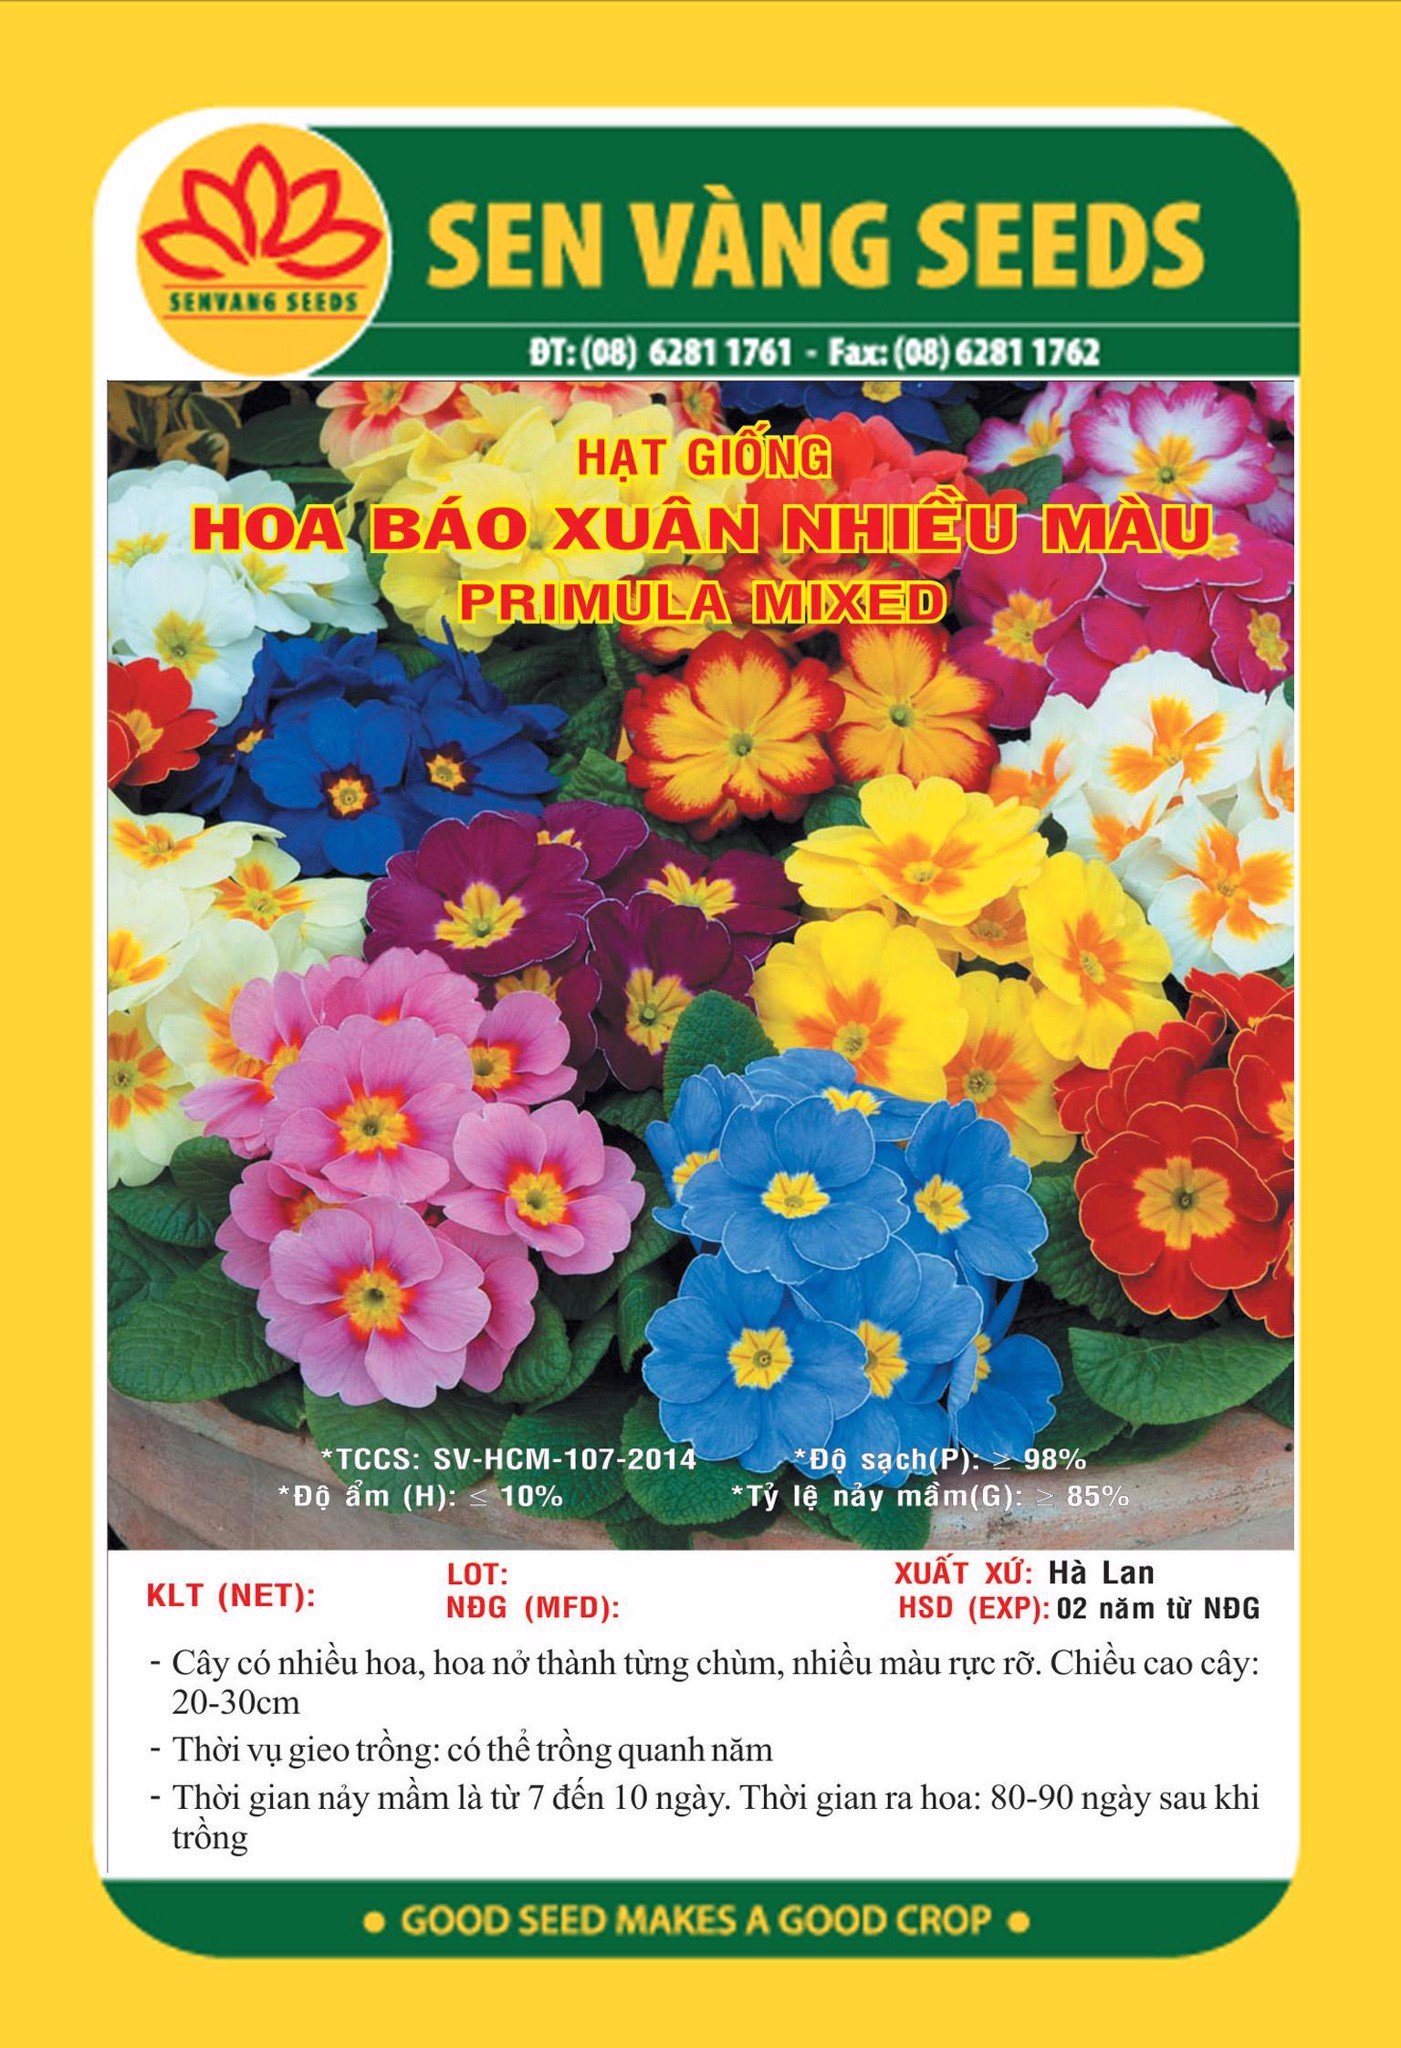 SENVANG SEEDS
SEN VÀNG SEEDS
ĐT: (08) 6281 1761 - Fax: (08) 6281 1762
HẠT GIỐNG
HOA BÁO XUÂN NHIỀU MÀU
PRIMULA MIXED
*TCCS: SV-HCM-107-2014 *Độ sạch(P): ≥ 98%
*Độ ẩm (H): ≤ 10% *Tỷ lệ nảy mầm(G): ≥ 85%
KLT (NET):
LOT:
NĐG (MFD):
XUẤT XỨ: Hà Lan
HSD (EXP): 02 năm từ NĐG
- Cây có nhiều hoa, hoa nở thành từng chùm, nhiều màu rực rỡ. Chiều cao cây:
20-30cm
- Thời vụ gieo trồng: có thể trồng quanh năm
- Thời gian nảy mầm là từ 7 đến 10 ngày. Thời gian ra hoa: 80-90 ngày sau khi
trồng
• GOOD SEED MAKES A GOOD CROP •